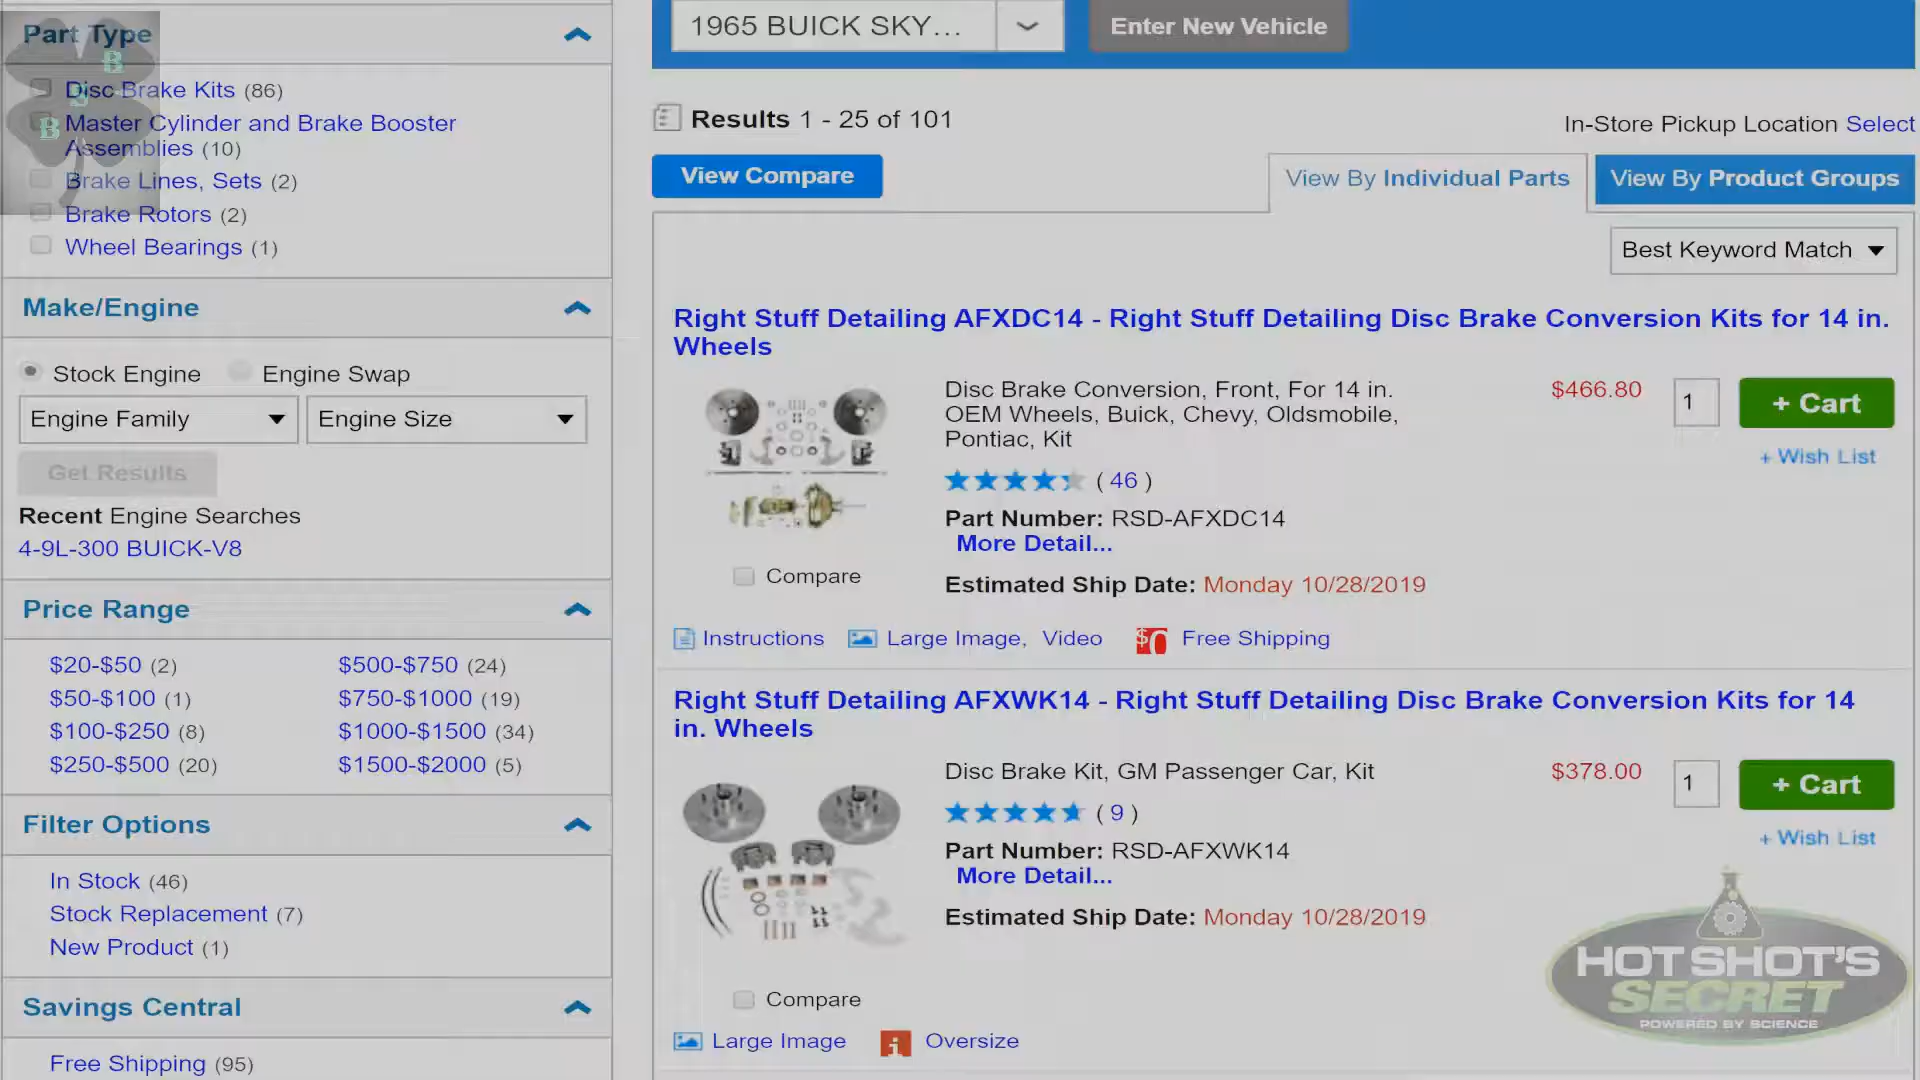 Part Type
Disc Brake Kits (86)
Master Cylinder and Brake Booster
Assemblies (10)
Brake Lines, Sets (2)
Brake Rotors (2)
Wheel Bearings (1)
Make/Engine
Stock Engine
Engine Swap
Engine Family
Engine Size
Get Results
Recent Engine Searches
4-9L-300 BUICK-V8
Price Range
$20-$50 (2)
$500-$750 (24)
$50-$100 (1)
$750-$1000 (19)
$100-$250 (8)
$1000-$1500 (34)
$250-$500 (20)
$1500-$2000 (5)
Filter Options
In Stock (46)
Stock Replacement (7)
New Product (1)
Savings Central
Free Shipping (95)
B
B
B
1965 BUICK SKY...
Enter New Vehicle
Results 1 - 25 of 101
In-Store Pickup Location Select
View Compare
View By Individual Parts
View By Product Groups
Best Keyword Match
Right Stuff Detailing AFXDC14 - Right Stuff Detailing Disc Brake Conversion Kits for 14 in.
Wheels
Disc Brake Conversion, Front, For 14 in.
OEM Wheels, Buick, Chevy, Oldsmobile,
Pontiac, Kit
$466.80
1
+ Cart
+ Wish List
( 46 )
Part Number: RSD-AFXDC14
More Detail...
Compare
Estimated Ship Date: Monday 10/28/2019
Instructions
Large Image,
Video
$0
Free Shipping
Right Stuff Detailing AFXWK14 - Right Stuff Detailing Disc Brake Conversion Kits for 14
in. Wheels
Disc Brake Kit, GM Passenger Car, Kit
$378.00
1
+ Cart
+ Wish List
( 9 )
Part Number: RSD-AFXWK14
More Detail...
Estimated Ship Date: Monday 10/28/2019
Compare
Large Image
Oversize
HOT SHOT'S
SECRET
POWERED BY SCIENCE